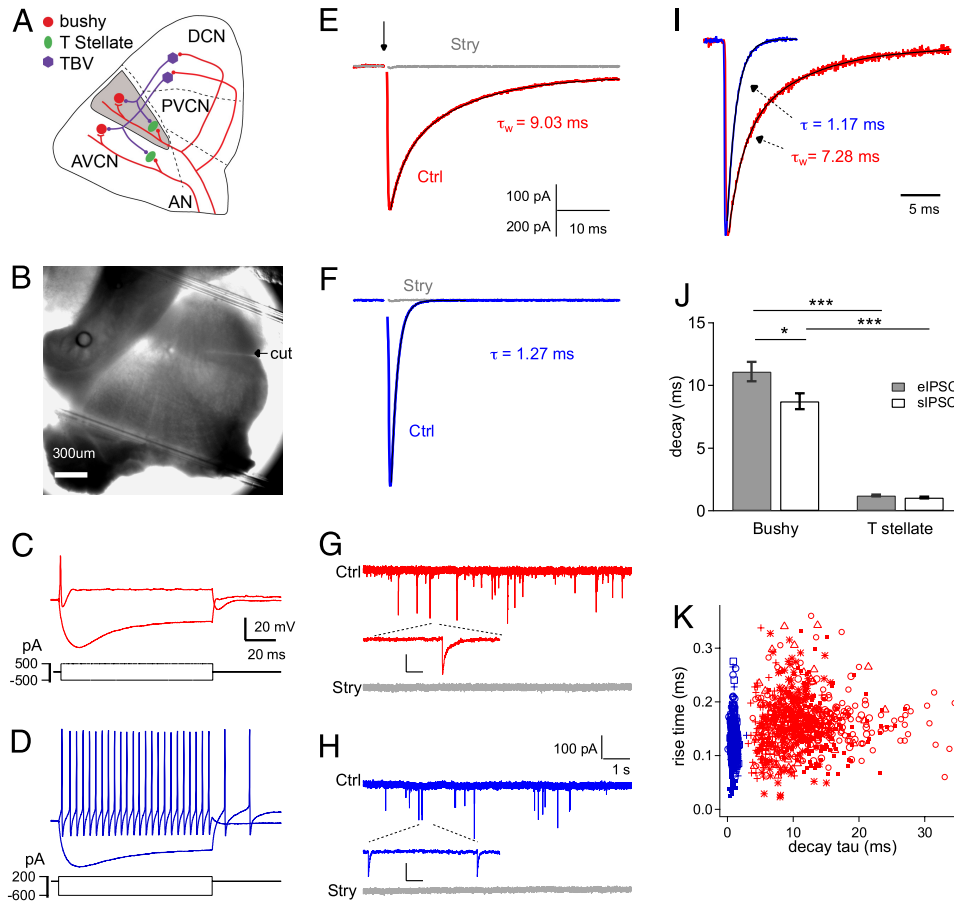 A
bushy
T Stellate
TBV
DCN
PVCN
AVCN
AN
B
cut
300um
C
20 mV
20 ms
pA
500
-500
D
pA
200
-600
E
Stry
τw = 9.03 ms
Ctrl
100 pA
200 pA
10 ms
F
Stry
τ = 1.27 ms
Ctrl
G
Ctrl
Stry
H
100 pA
1 s
Ctrl
Stry
I
τ = 1.17 ms
τw = 7.28 ms
5 ms
J
***
*
***
15
10
5
0
decay (ms)
eIPSC
sIPSC
Bushy
T stellate
K
0.3
0.2
0.1
0.0
rise time (ms)
0
10
20
30
decay tau (ms)